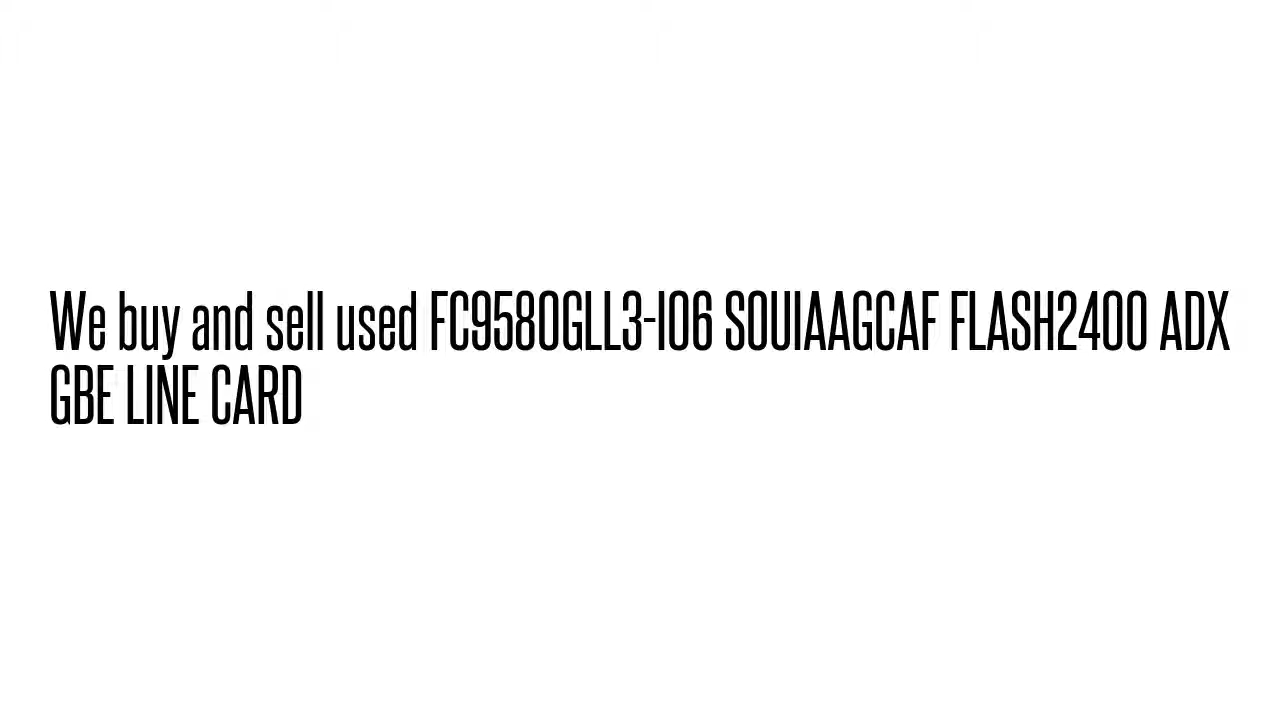 We buy and sell used FC9580GLL3-I06 SOUIAAGCAF FLASH2400 ADX
GBE LINE CARD